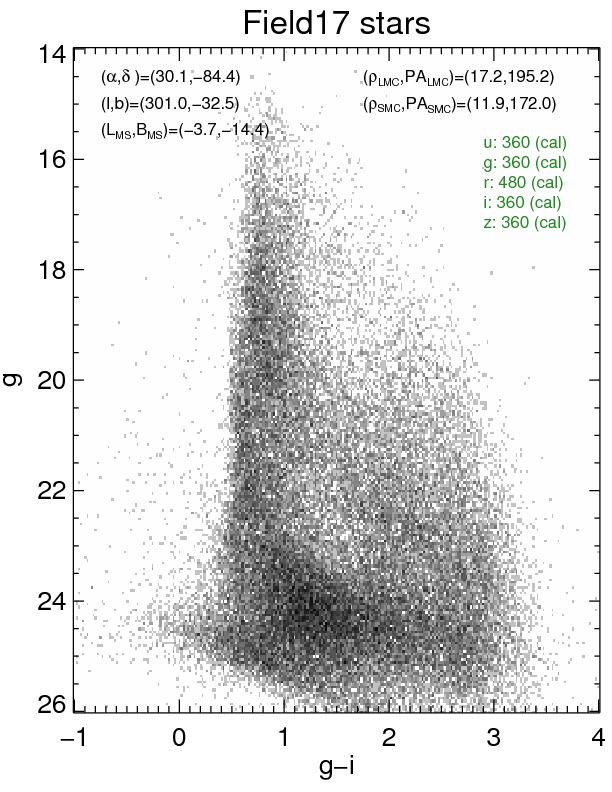 Field17 stars
(α,δ)=(30.1,−84.4)
(l,b)=(301.0,−32.5)
(LMS,BMS)=(−3.7,−14.4)
(ρLMC,PALMC)=(17.2,195.2)
(ρSMC,PASMC)=(11.9,172.0)
u: 360 (cal)
g: 360 (cal)
r: 480 (cal)
i: 360 (cal)
z: 360 (cal)
14
16
18
20
22
24
26
g
−1 0 1 2 3 4
g−i